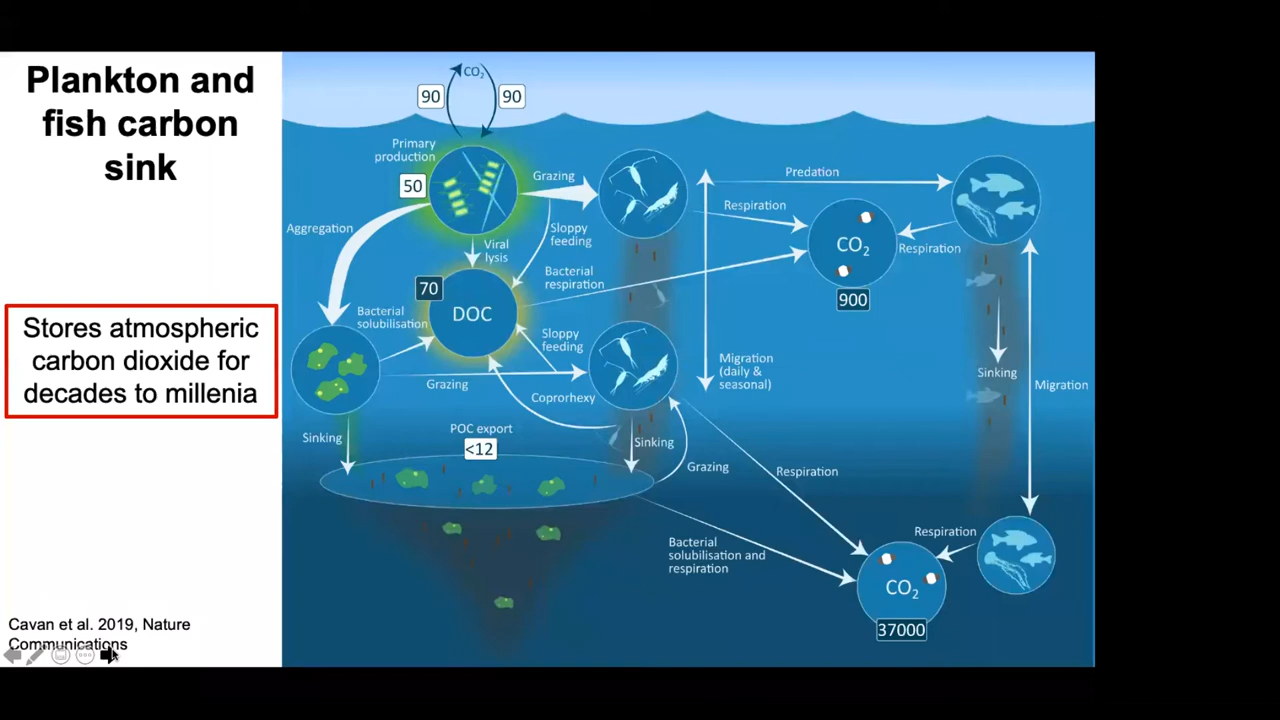 Plankton and
fish carbon
sink
Stores atmospheric
carbon dioxide for
decades to millenia
Cavan et al. 2019, Nature
Communications
CO₂
90
90
Primary
production
50
Grazing
Predation
Respiration
Aggregation
Sloppy
feeding
Viral
lysis
CO₂
Respiration
Bacterial
respiration
70
DOC
900
Bacterial
solubilisation
Sloppy
feeding
Migration
(daily &
seasonal)
Sinking
Migration
Grazing
Coprorhexy
POC export
<12
Sinking
Sinking
Grazing
Respiration
Bacterial
solubilisation and
respiration
Respiration
CO₂
37000